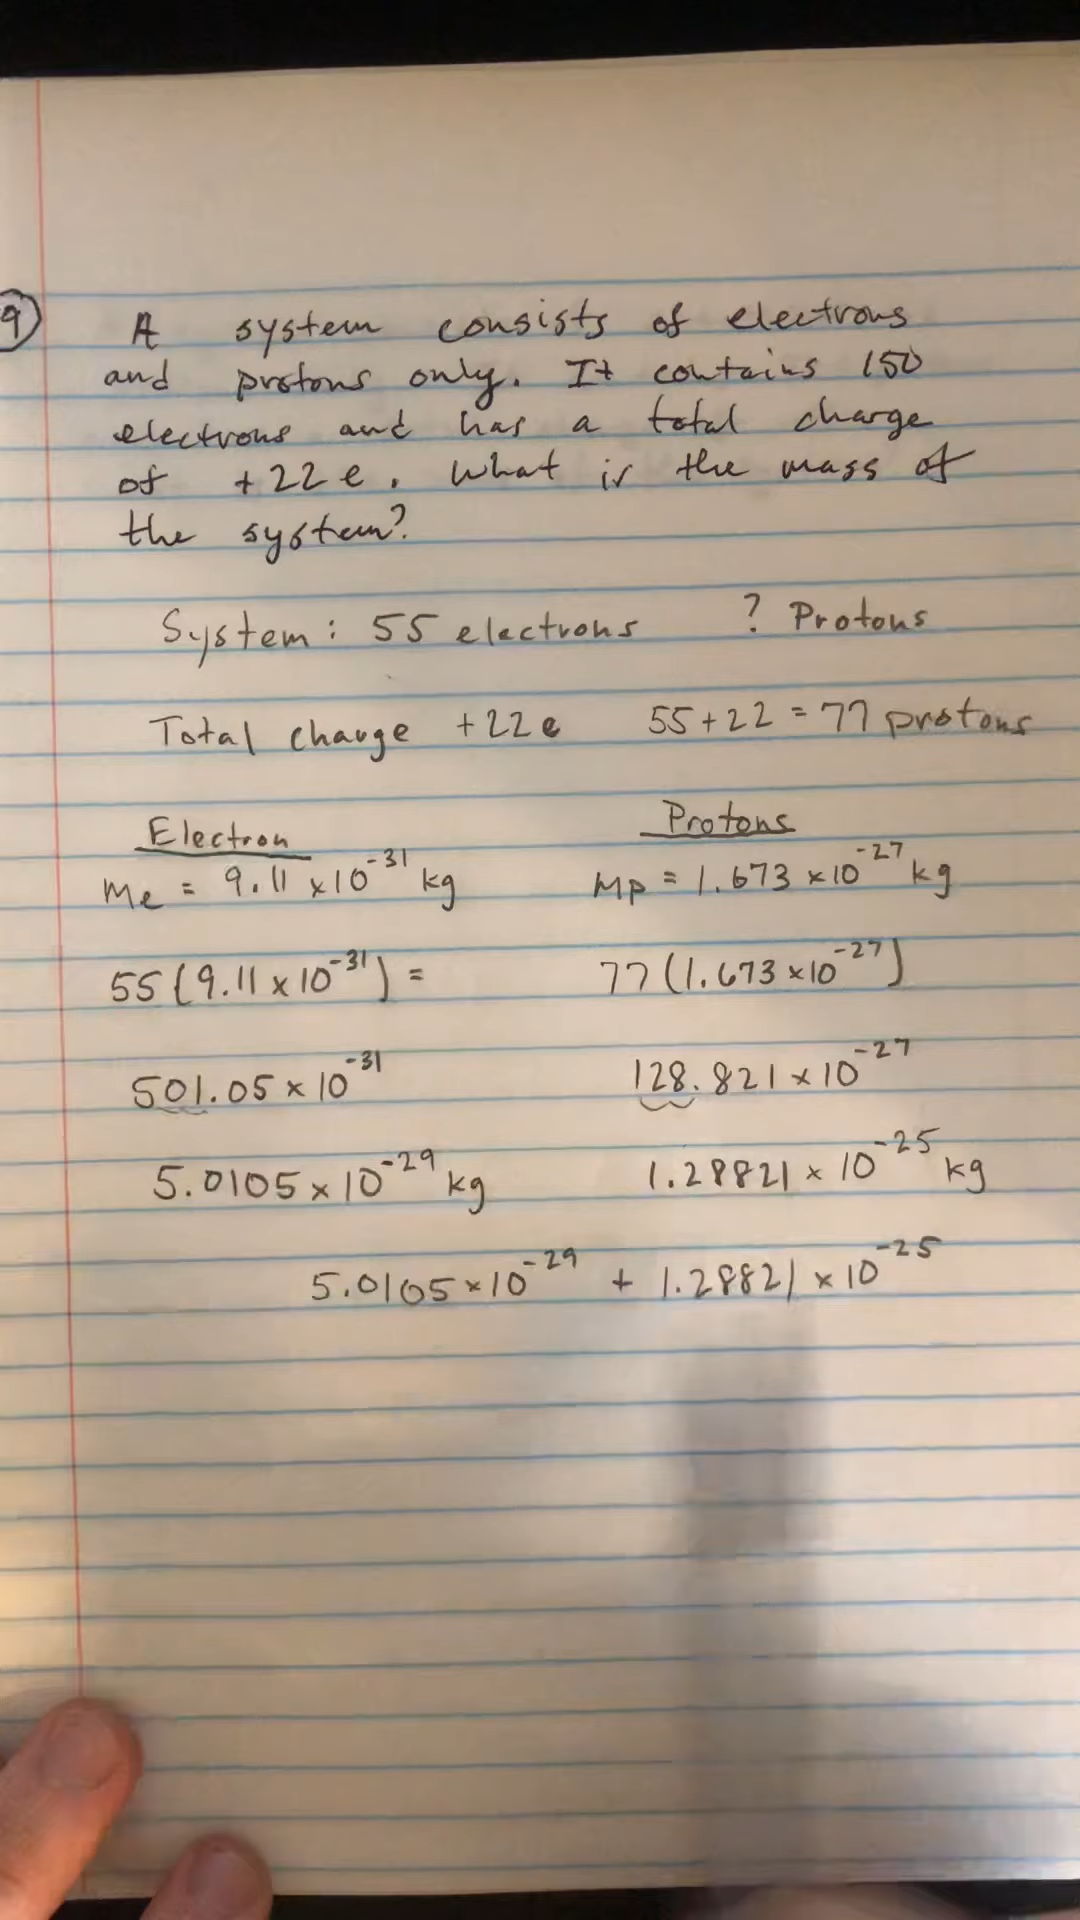 9
A system consists of electrons
and protons only. It contains 150
electrons and has a total charge
of +22e. What is the mass of
the system?
System: 55 electrons ? Protons
Total charge +22e 55+22=77 protons
Electron Protons
Me = 9.11 x 10⁻³¹ kg Mp = 1.673 x 10⁻²⁷ kg
55(9.11 x 10⁻³¹) = 77(1.673 x 10⁻²⁷)
501.05 x 10⁻³¹ 128.821 x 10⁻²⁷
5.0105 x 10⁻²⁹ kg 1.28821 x 10⁻²⁵ kg
5.0105 x 10⁻²⁹ + 1.28821 x 10⁻²⁵